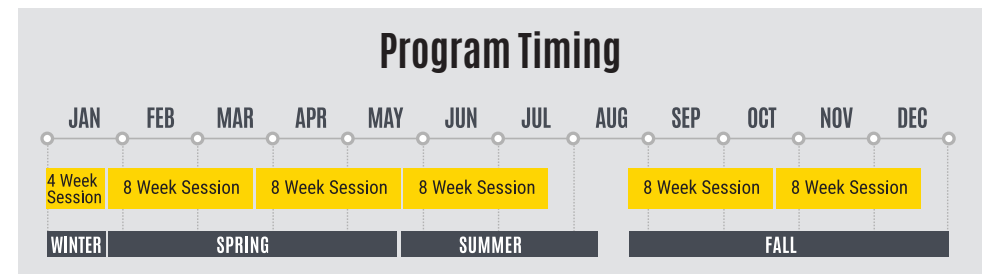 Program Timing
JAN FEB MAR APR MAY JUN JUL AUG SEP OCT NOV DEC
4 Week
Session
8 Week Session
8 Week Session
8 Week Session
8 Week Session
8 Week Session
WINTER SPRING SUMMER FALL